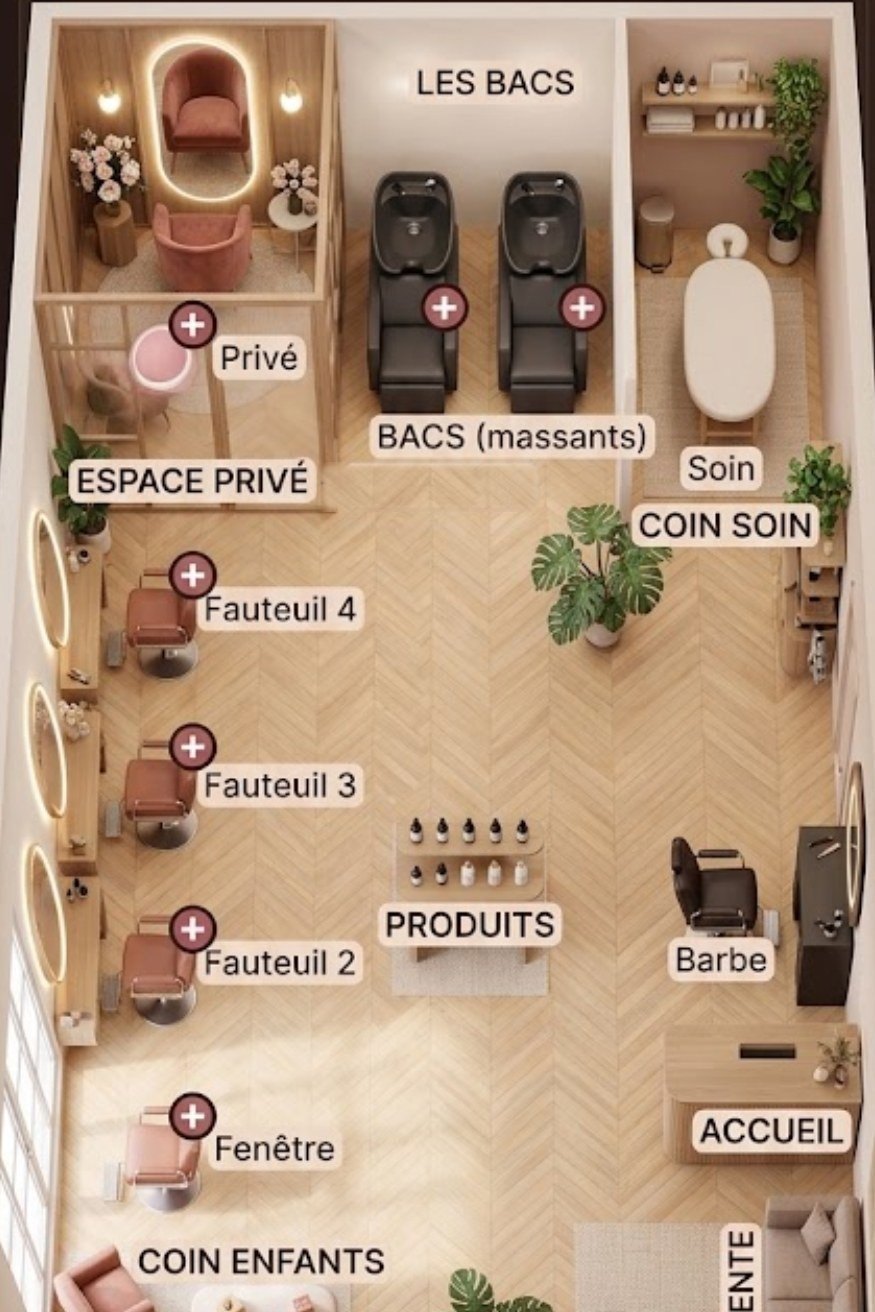 LES BACS
Privé
BACS (massants)
ESPACE PRIVÉ
Soin
COIN SOIN
Fauteuil 4
Fauteuil 3
PRODUITS
Fauteuil 2
Barbe
ACCUEIL
Fenêtre
COIN ENFANTS